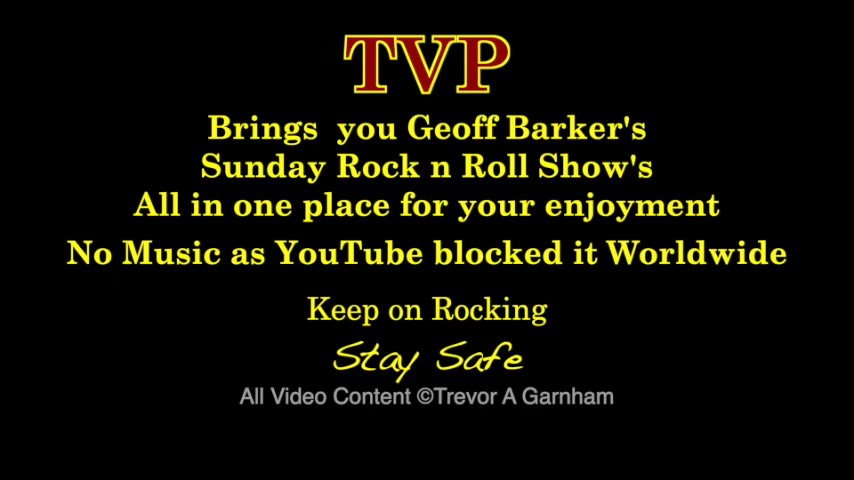 TVP
Brings  you Geoff Barker's
Sunday Rock n Roll Show's
All in one place for your enjoyment
No Music as YouTube blocked it Worldwide
Keep on Rocking
Stay Safe
All Video Content ©Trevor A Garnham